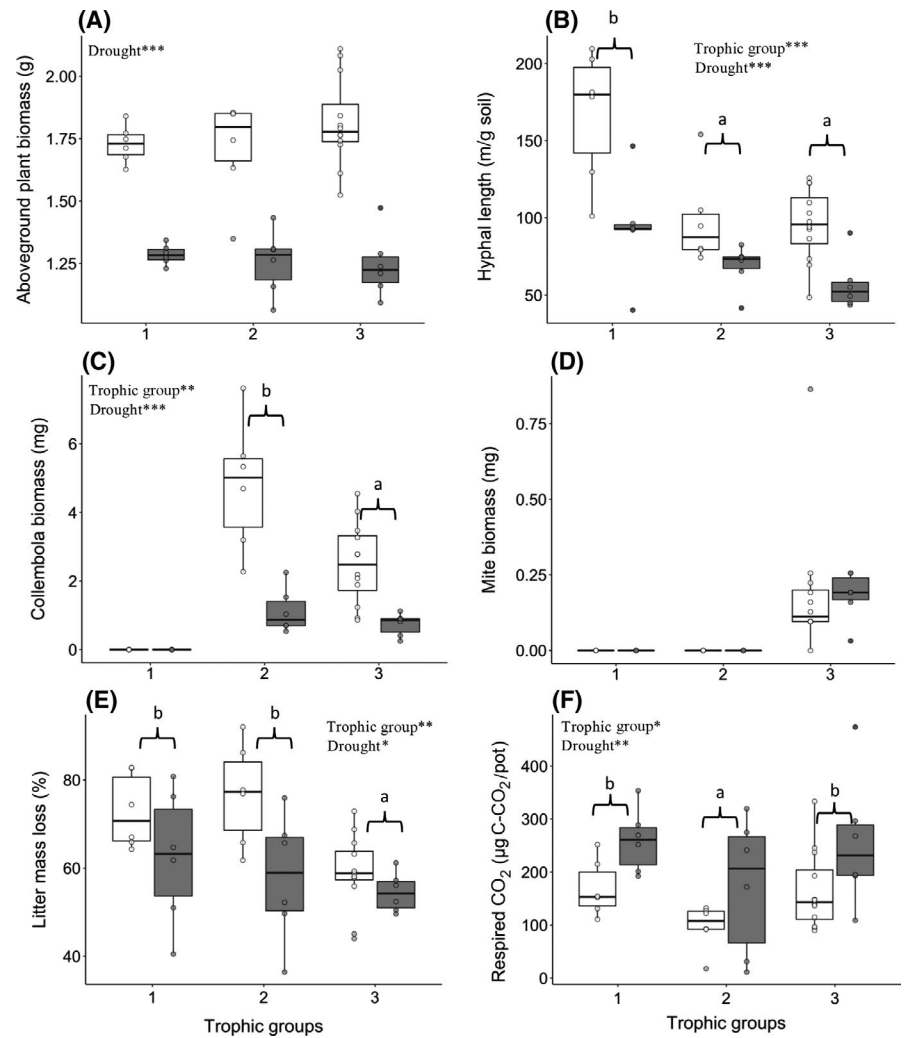 (A)
Drought***
Aboveground plant biomass (g)
2.00
1.75
1.50
1.25
1 2 3
(B)
b
Trophic group***
Drought***
a
a
Hyphal length (m/g soil)
200
150
100
50
1 2 3
(C)
Trophic group**
Drought***
b
a
Collembola biomass (mg)
6
4
2
0
1 2 3
(D)
Mite biomass (mg)
0.75
0.50
0.25
0.00
1 2 3
(E)
b
b
Trophic group**
Drought*
a
Litter mass loss (%)
80
60
40
1 2 3
Trophic groups
(F)
Trophic group*
Drought**
b
a
b
Respired CO₂ (µg C-CO₂/pot)
400
300
200
100
0
1 2 3
Trophic groups